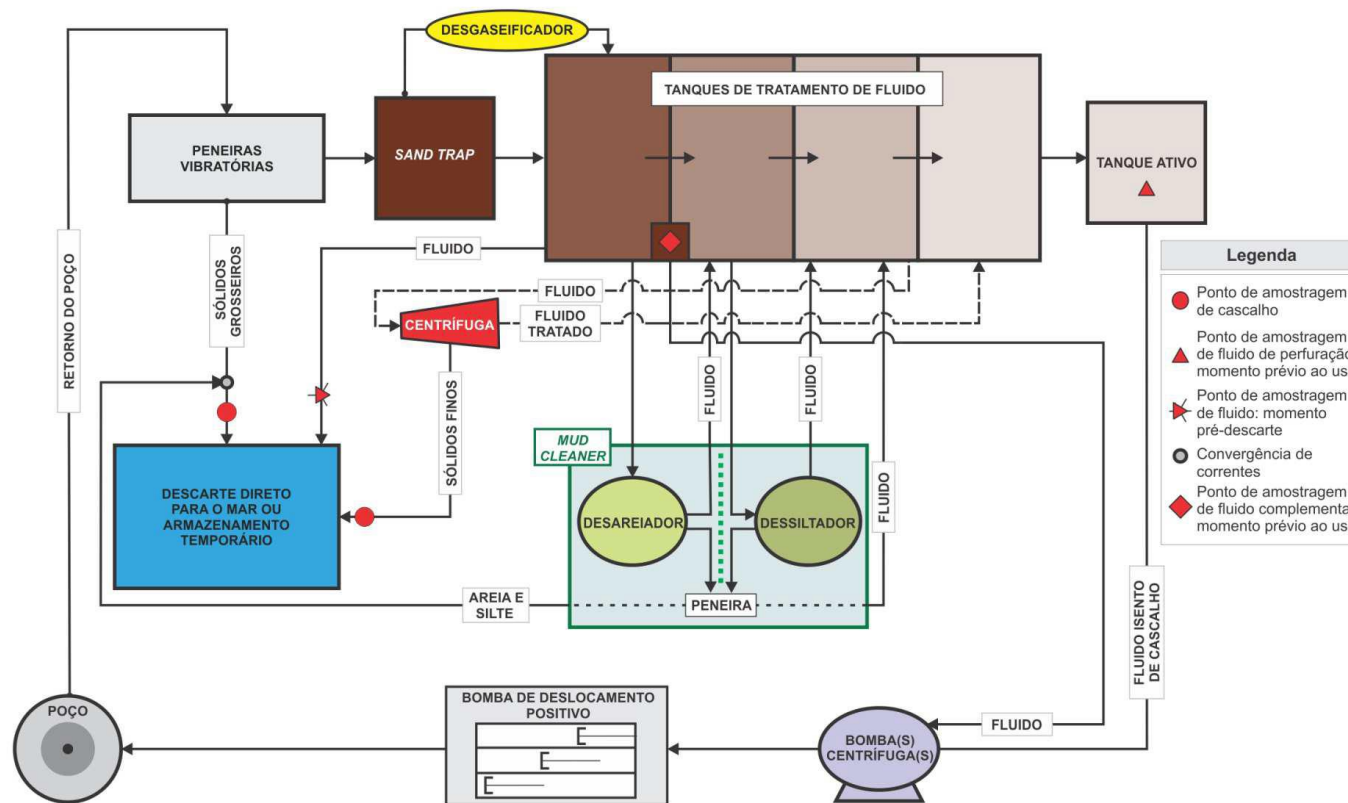 DESGASEIFICADOR
TANQUES DE TRATAMENTO DE FLUIDO
PENEIRAS
VIBRATÓRIAS
SAND TRAP
TANQUE ATIVO
RETORNO DO POÇO
SÓLIDOS
GROSSEIROS
FLUIDO
FLUIDO
CENTRÍFUGA
FLUIDO
TRATADO
SÓLIDOS FINOS
FLUIDO
FLUIDO
FLUIDO
MUD
CLEANER
DESAREIADOR
DESSILTADOR
PENEIRA
DESCARTE DIRETO
PARA O MAR OU
ARMAZENAMENTO
TEMPORÁRIO
AREIA E
SILTE
Legenda
Ponto de amostragem
de cascalho
Ponto de amostragem
de fluido de perfuração
momento prévio ao us
Ponto de amostragem
de fluido: momento
pré-descarte
Convergência de
correntes
Ponto de amostragem
de fluido complementa
momento prévio ao us
FLUIDO ISENTO
DE CASCALHO
POÇO
BOMBA DE DESLOCAMENTO
POSITIVO
FLUIDO
BOMBA(S)
CENTRÍFUGA(S)